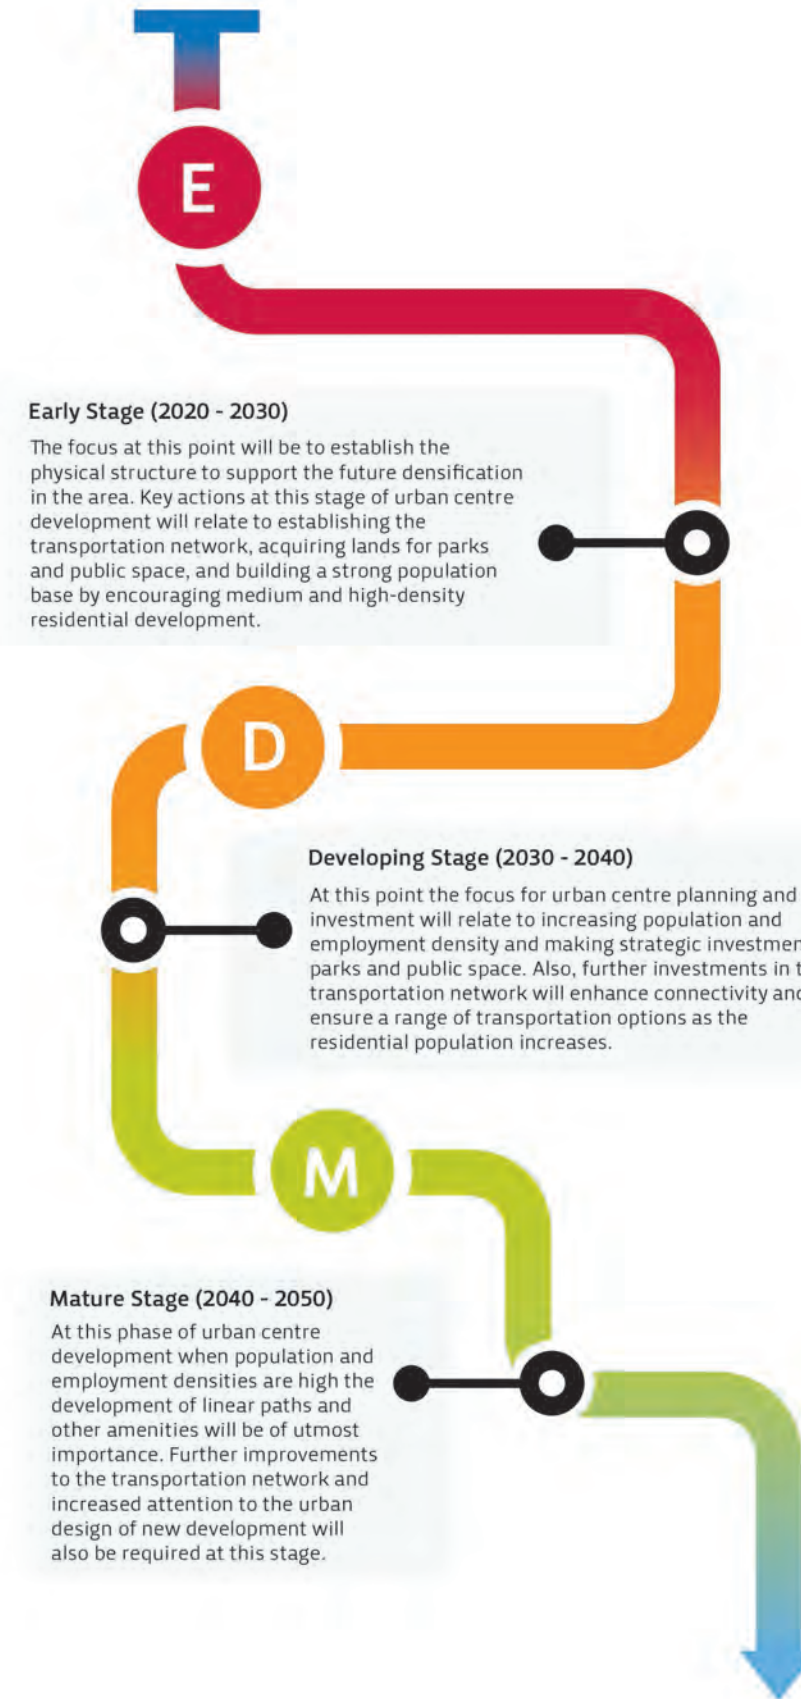 E
Early Stage (2020 - 2030)
The focus at this point will be to establish the
physical structure to support the future densification
in the area. Key actions at this stage of urban centre
development will relate to establishing the
transportation network, acquiring lands for parks
and public space, and building a strong population
base by encouraging medium and high-density
residential development.
D
Developing Stage (2030 - 2040)
At this point the focus for urban centre planning and
investment will relate to increasing population and
employment density and making strategic
parks and public space. Also, further investments in
transportation network will enhance connectivity
ensure a range of transportation options as the
residential population increases.
M
Mature Stage (2040 - 2050)
At this phase of urban centre
development when population and
employment densities are high the
development of linear paths and
other amenities will be of utmost
importance. Further improvements
to the transportation network and
increased attention to the urban
design of new development will
also be required at this stage.